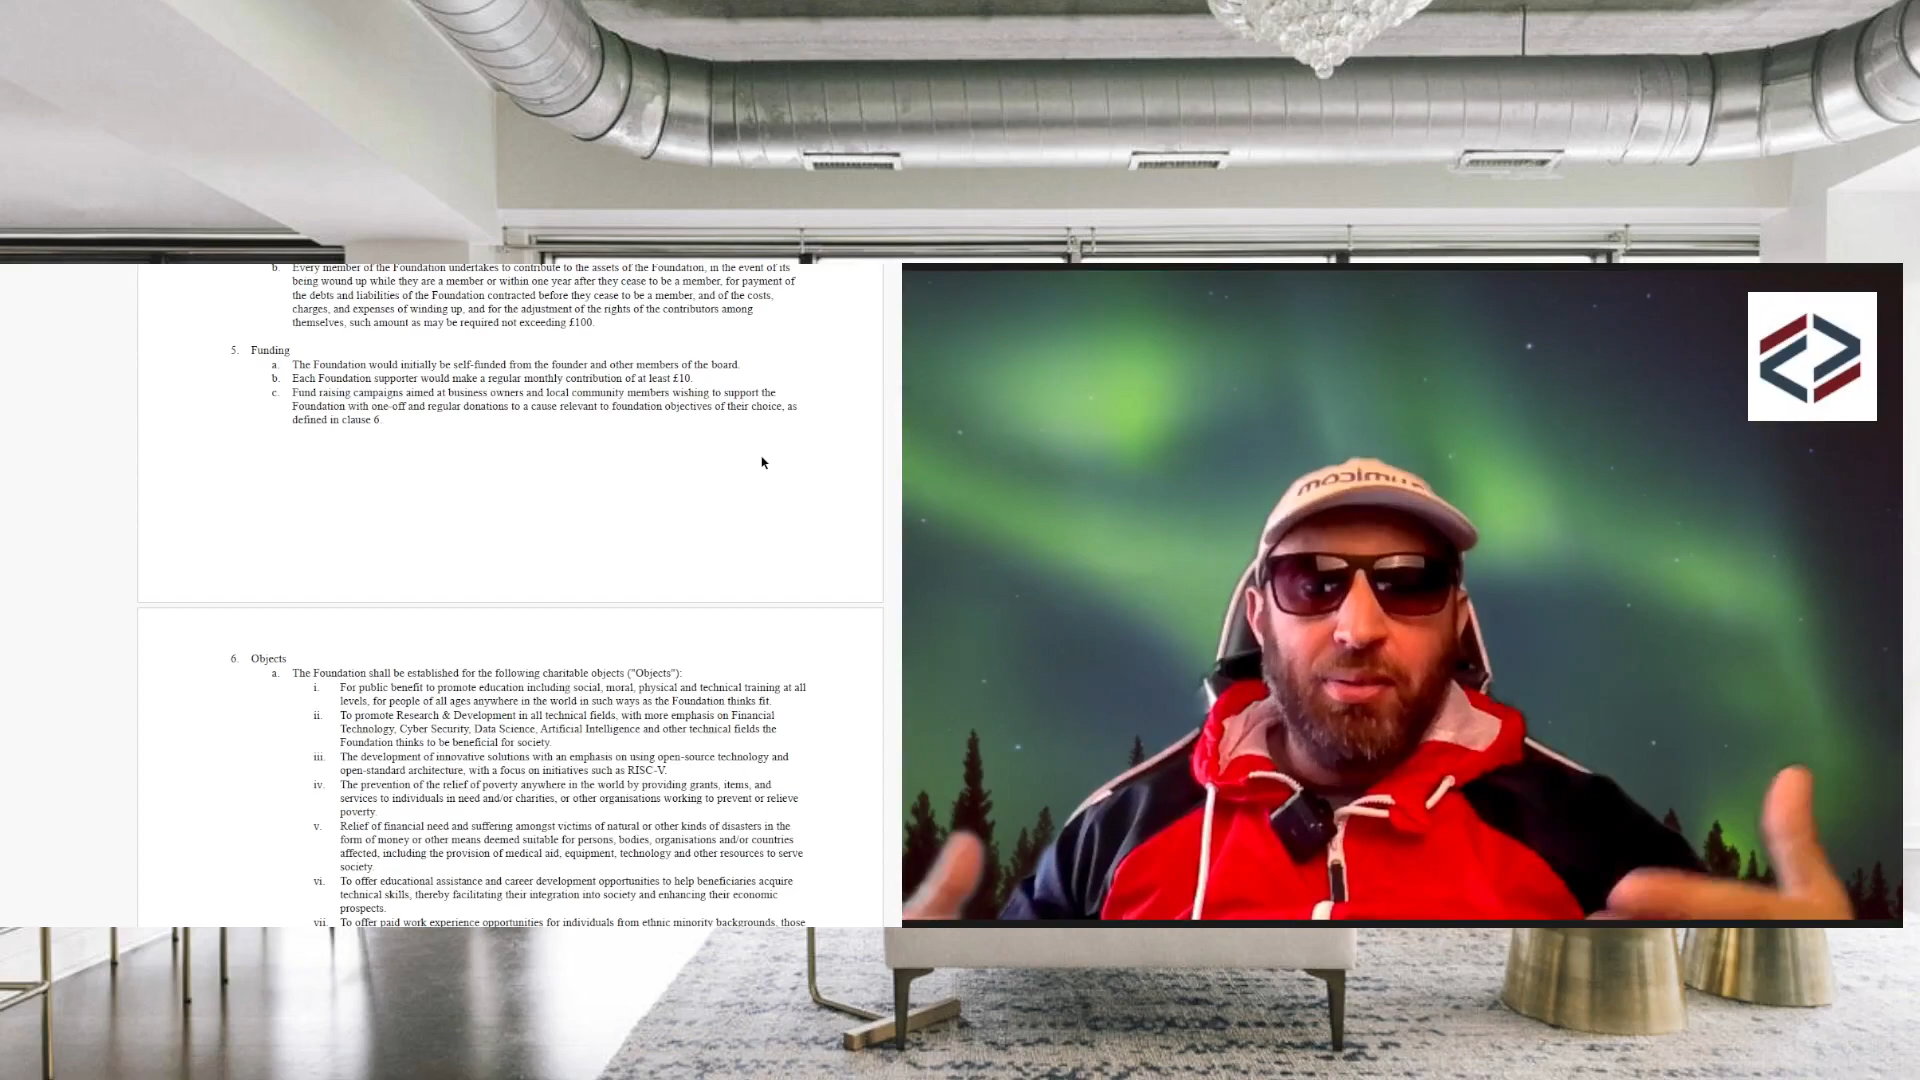 b. Every member of the Foundation undertakes to contribute to the assets of the Foundation, in the event of its
being wound up while they are a member or within one year after they cease to be a member, for payment of
the debts and liabilities of the Foundation contracted before they cease to be a member, and of the costs,
charges, and expenses of winding up, and for the adjustment of the rights of the contributors among
themselves, such amount as may be required not exceeding £100.
5. Funding
a. The Foundation would initially be self-funded from the founder and other members of the board.
b. Each Foundation supporter would make a regular monthly contribution of at least £10.
c. Fund raising campaigns aimed at business owners and local community members wishing to support the
Foundation with one-off and regular donations to a cause relevant to foundation objectives of their choice, as
defined in clause 6.
6. Objects
a. The Foundation shall be established for the following charitable objects ("Objects"):
i. For public benefit to promote education including social, moral, physical and technical training at all
levels, for people of all ages anywhere in the world in such ways as the Foundation thinks fit.
ii. To promote Research & Development in all technical fields, with more emphasis on Financial
Technology, Cyber Security, Data Science, Artificial Intelligence and other technical fields the
Foundation thinks to be beneficial for society.
iii. The development of innovative solutions with an emphasis on using open-source technology and
open-standard architecture, with a focus on initiatives such as RISC-V.
iv. The prevention of the relief of poverty anywhere in the world by providing grants, items, and
services to individuals in need and/or charities, or other organisations working to prevent or relieve
poverty.
v. Relief of financial need and suffering amongst victims of natural or other kinds of disasters in the
form of money or other means deemed suitable for persons, bodies, organisations and/or countries
affected, including the provision of medical aid, equipment, technology and other resources to serve
society.
vi. To offer educational assistance and career development opportunities to help beneficiaries acquire
technical skills, thereby facilitating their integration into society and enhancing their economic
prospects.
vii. To offer paid work experience opportunities for individuals from ethnic minority backgrounds, those